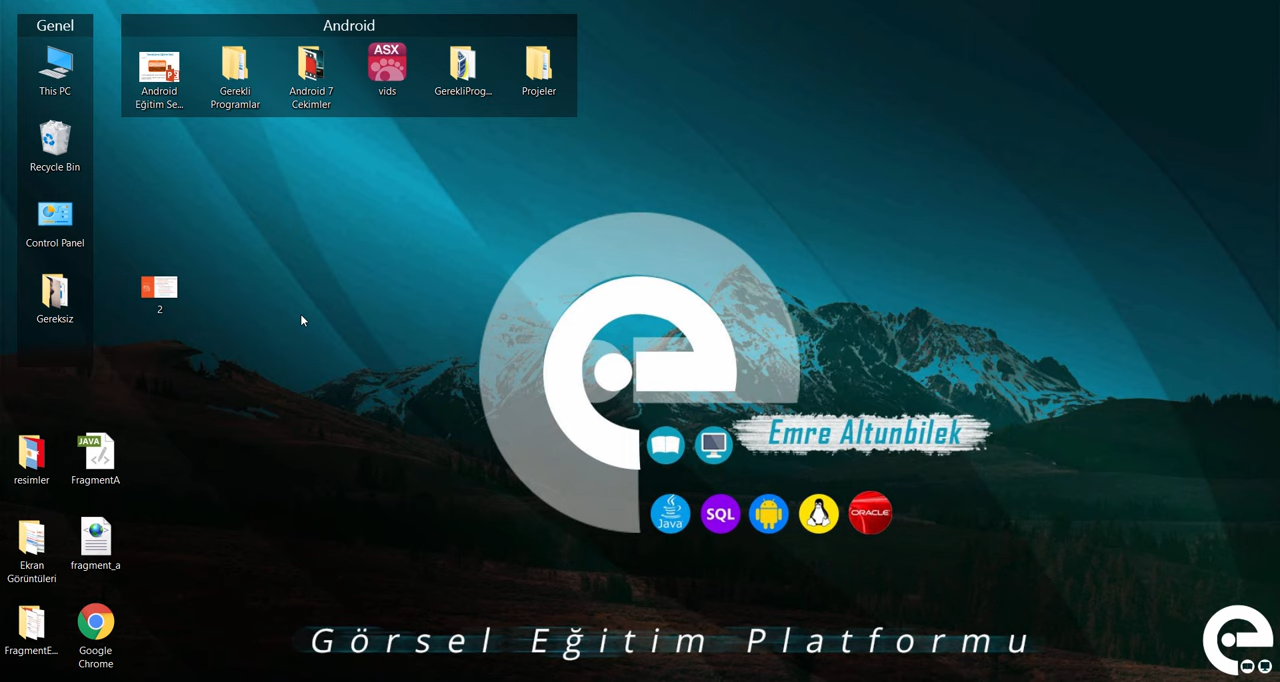 Genel
Android
This PC
Android
Eğitim Se...
Gerekli
Programlar
Android 7
Cekimler
ASX
vids
GerekliProg...
Projeler
Recycle Bin
Control Panel
Gereksiz
2
Emre Altunbilek
JAVA
resimler
FragmentA
Java
SQL
ORACLE
Ekran
Görüntüleri
fragment_a
FragmentE...
Google
Chrome
Görsel Eğitim Platformu